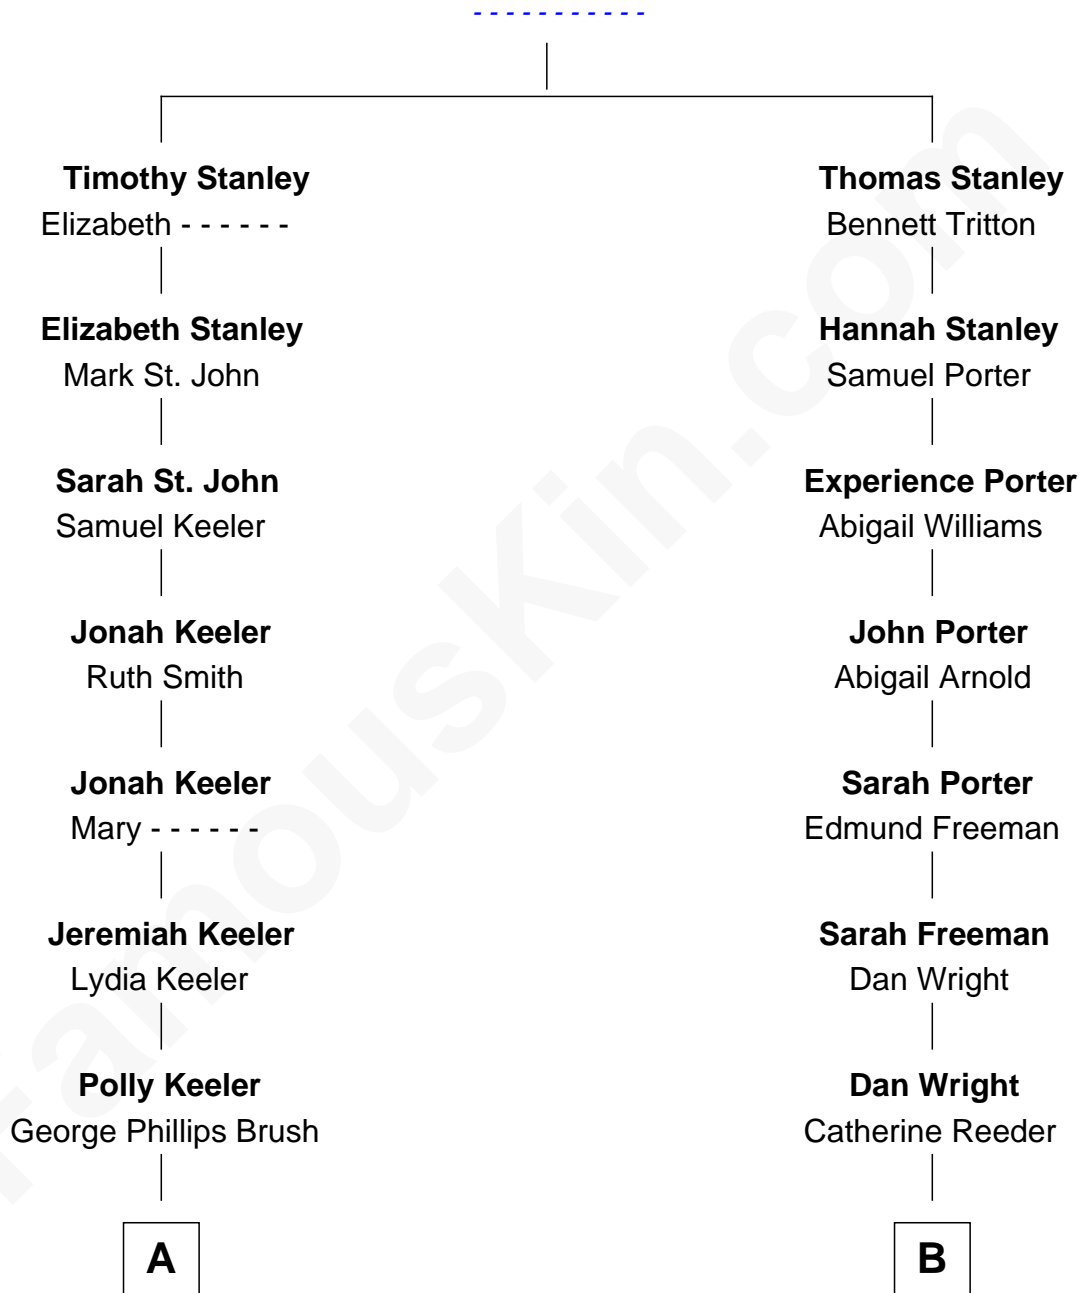 - - - - - - - - - - -
Timothy Stanley
Elizabeth - - - - - -
Thomas Stanley
Bennett Tritton
Elizabeth Stanley
Mark St. John
Hannah Stanley
Samuel Porter
Sarah St. John
Samuel Keeler
Experience Porter
Abigail Williams
Jonah Keeler
Ruth Smith
John Porter
Abigail Arnold
Jonah Keeler
Mary - - - - - -
Sarah Porter
Edmund Freeman
Jeremiah Keeler
Lydia Keeler
Sarah Freeman
Dan Wright
Polly Keeler
George Phillips Brush
Dan Wright
Catherine Reeder
A
B
FamousKin.com